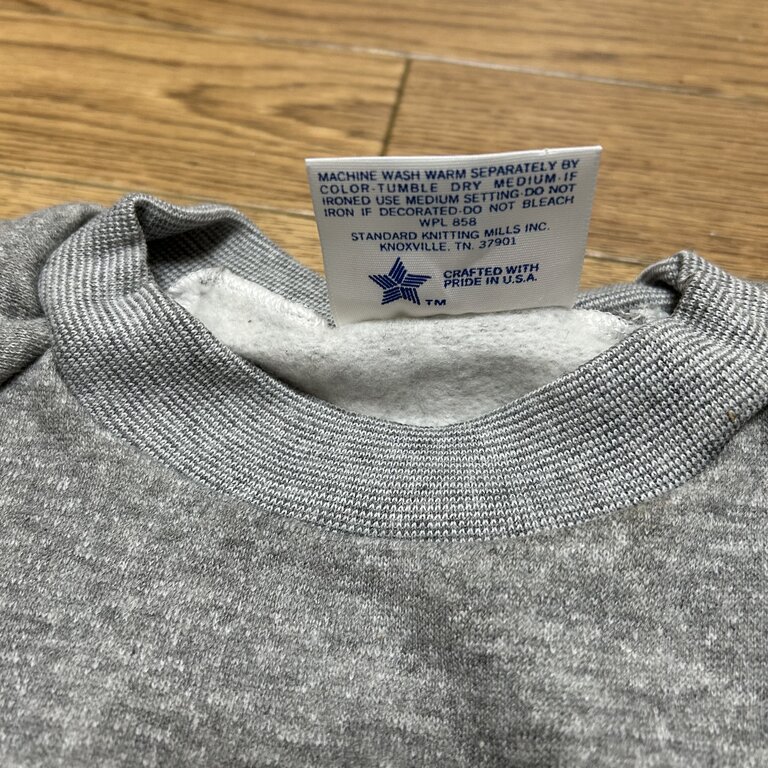 MACHINE WASH WARM SEPARATELY BY
COLOR·TUMBLE DRY MEDIUM·IF
IRONED USE MEDIUM SETTING·DO NOT
IRON IF DECORATED·DO NOT BLEACH
WPL 858
STANDARD KNITTING MILLS INC.
KNOXVILLE, TN. 37901
CRAFTED WITH
PRIDE IN U.S.A.
TM